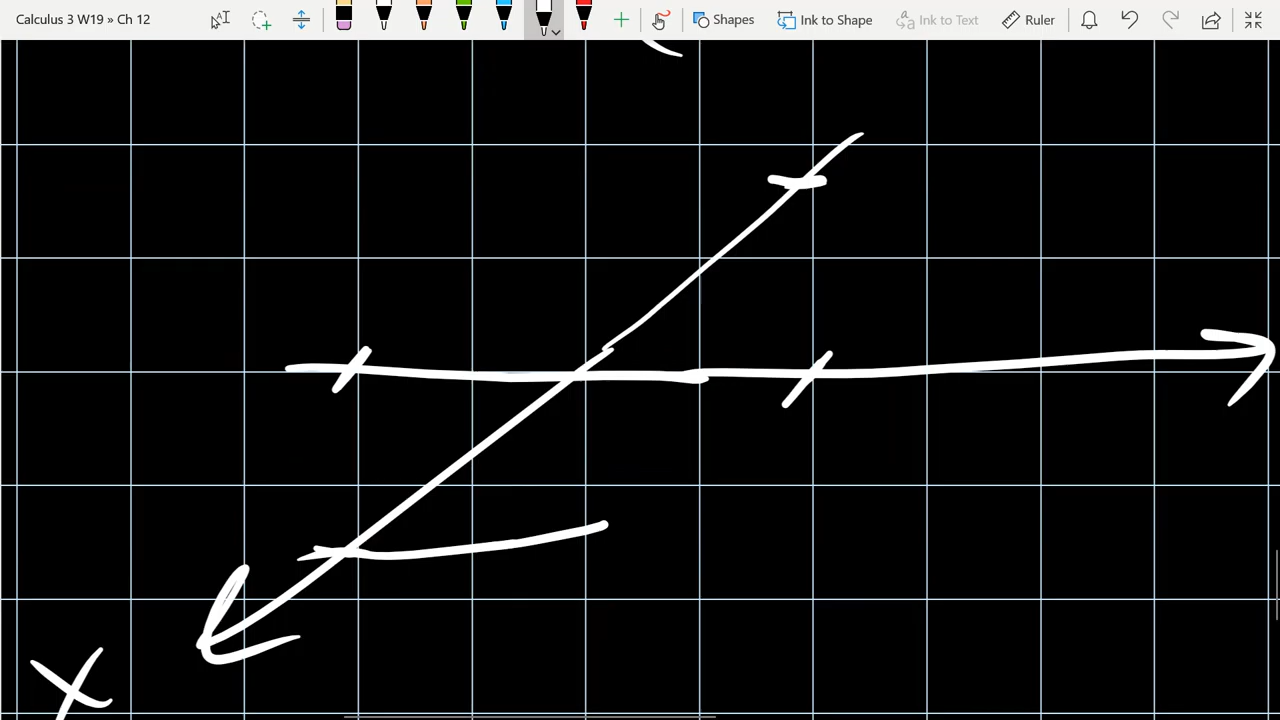 Calculus 3 W19 » Ch 12
Shapes
Ink to Shape
Ink to Text
Ruler
X